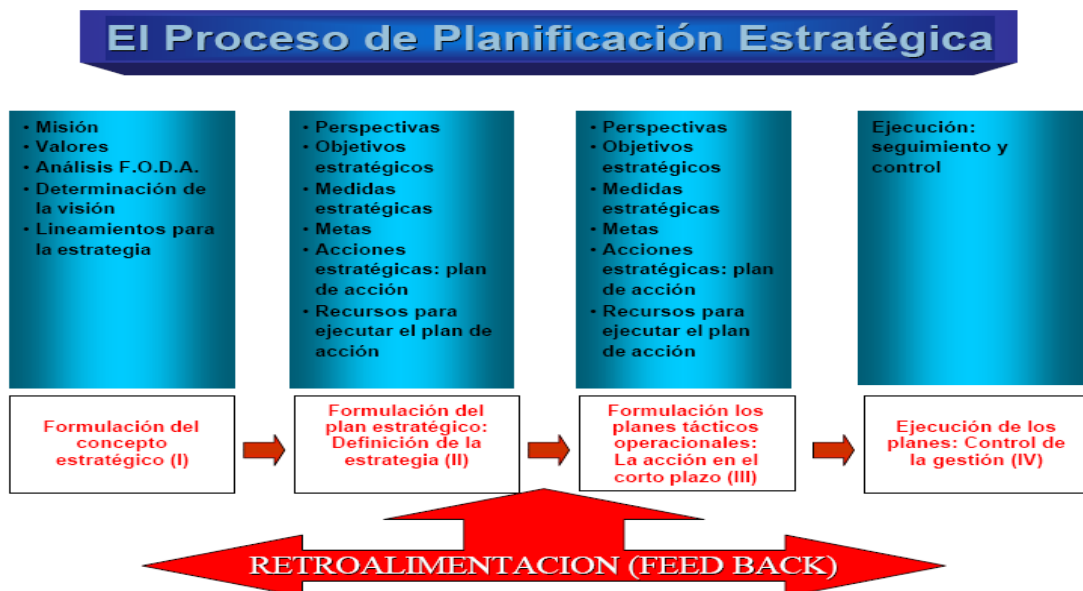 El Proceso de Planificación Estratégica
• Misión
• Valores
• Análisis F.O.D.A.
• Determinación de
la visión
• Lineamientos para
la estrategia
• Perspectivas
• Objetivos
estratégicos
• Medidas
estratégicas
• Metas
• Acciones
estratégicas: plan
de acción
• Recursos para
ejecutar el plan de
acción
• Perspectivas
• Objetivos
estratégicos
• Medidas
estratégicas
• Metas
• Acciones
estratégicas: plan
de acción
• Recursos para
ejecutar el plan
de acción
Ejecución:
seguimiento y
control
Formulación del
concepto
estratégico (I)
Formulación del
plan estratégico:
Definición de la
estrategia (II)
Formulación los
planes tácticos
operacionales:
La acción en el
corto plazo (III)
Ejecución de los
planes: Control de
la gestión (IV)
RETROALIMENTACION (FEED BACK)